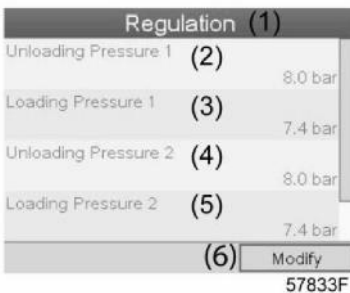 Regulation (1)
Unloading Pressure 1 (2)
8.0 bar
Loading Pressure 1 (3)
7.4 bar
Unloading Pressure 2 (4)
8.0 bar
Loading Pressure 2 (5)
7.4 bar
(6) Modify
57833F